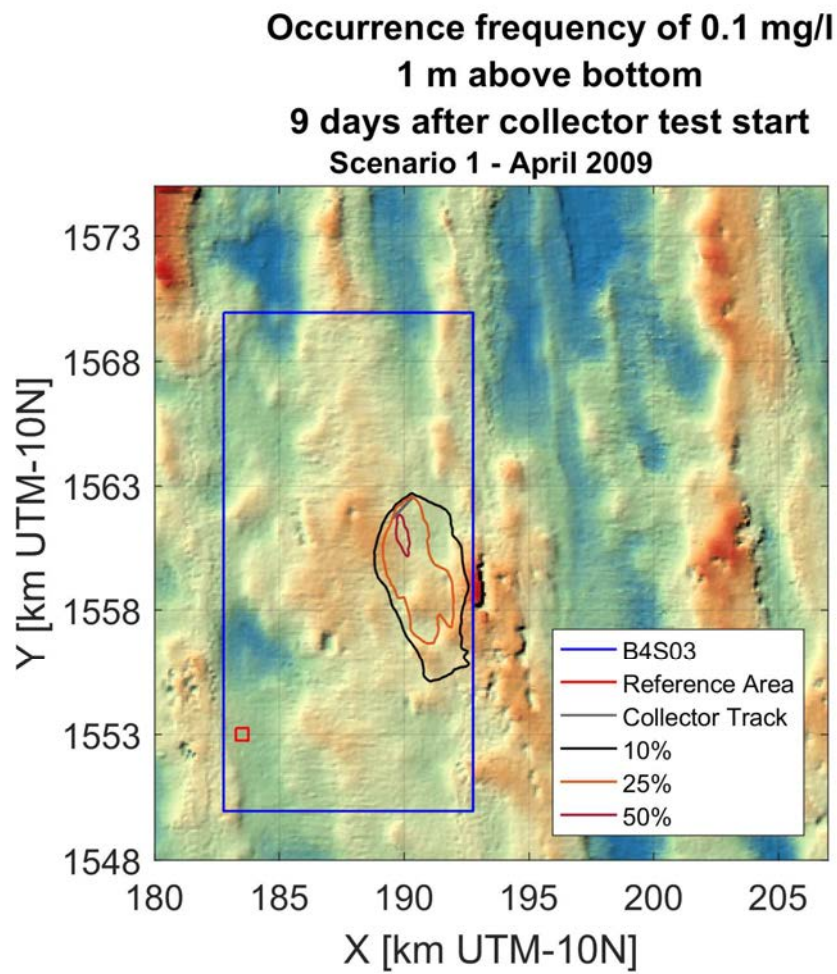 Occurrence frequency of 0.1 mg/l
1 m above bottom
9 days after collector test start
Scenario 1 - April 2009
Y [km UTM-10N]
1573
1568
1563
1558
1553
1548
180
185
190
195
200
205
X [km UTM-10N]
B4S03
Reference Area
Collector Track
10%
25%
50%